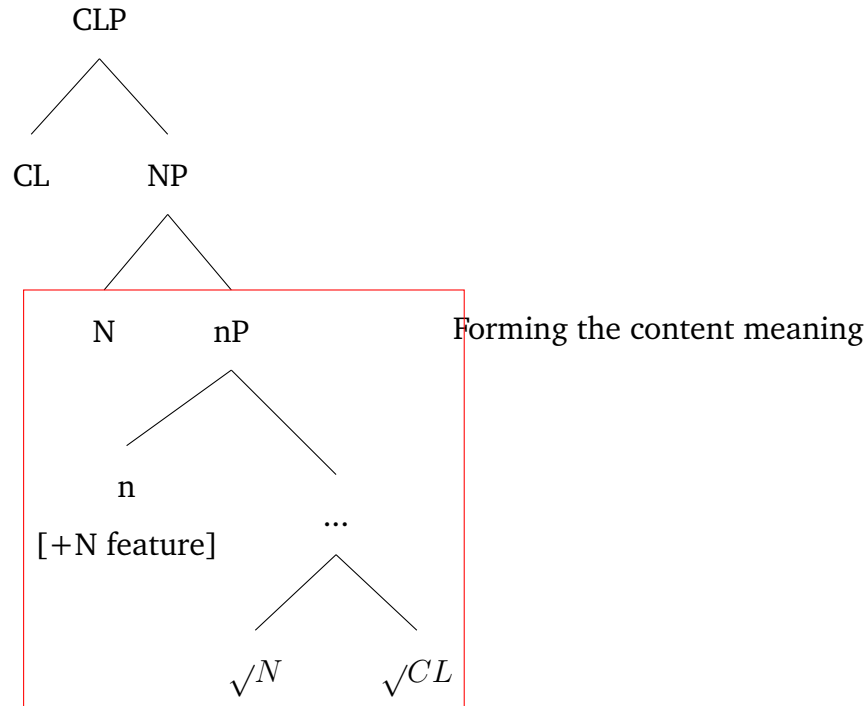 CLP
CL NP
N nP Forming the content meaning
n
...
[+N feature]
√N √CL